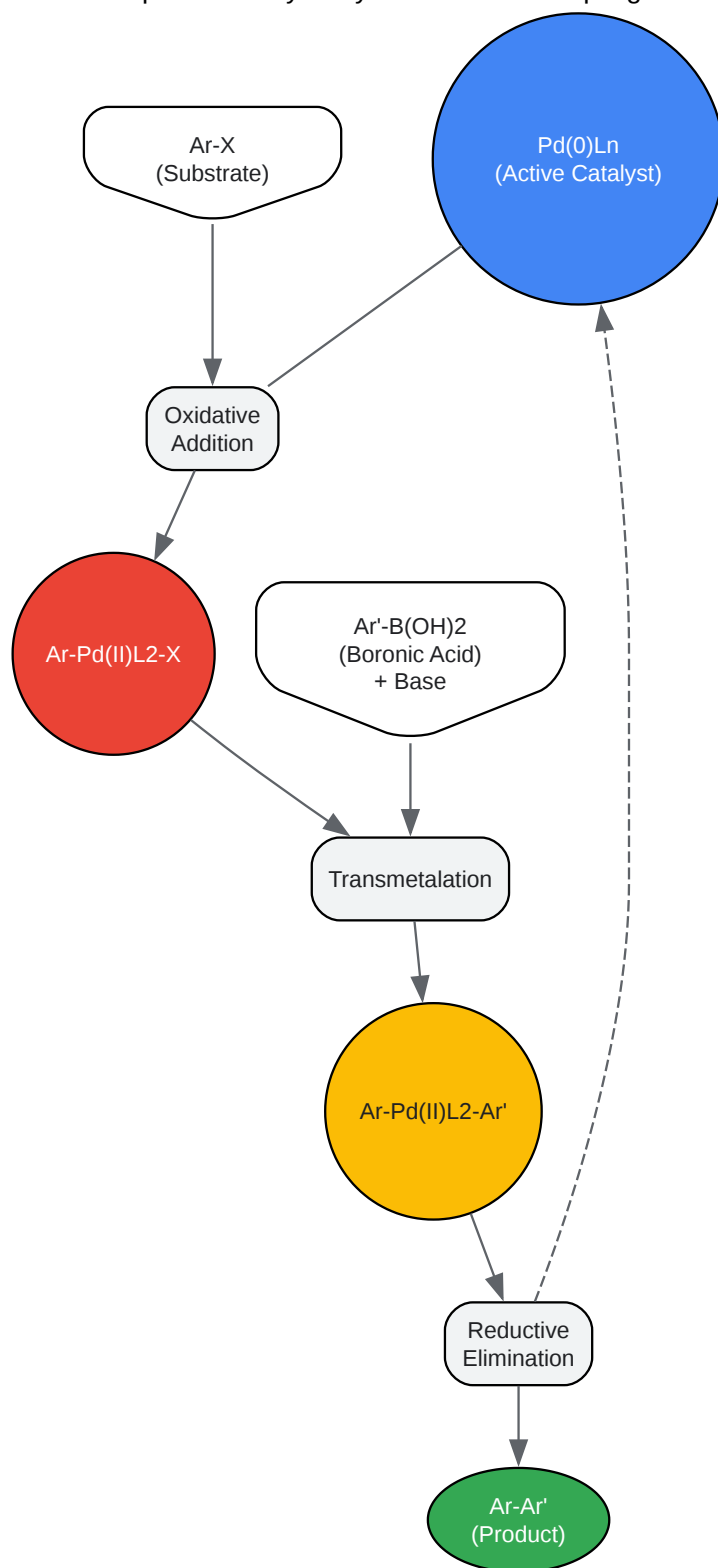 Ar-X
(Substrate)
Pd(0)Ln
(Active Catalyst)
Oxidative
Addition
Ar-Pd(II)L2-X
Ar'-B(OH)2
(Boronic Acid)
+ Base
Transmetalation
Ar-Pd(II)L2-Ar'
Reductive
Elimination
Ar-Ar'
(Product)